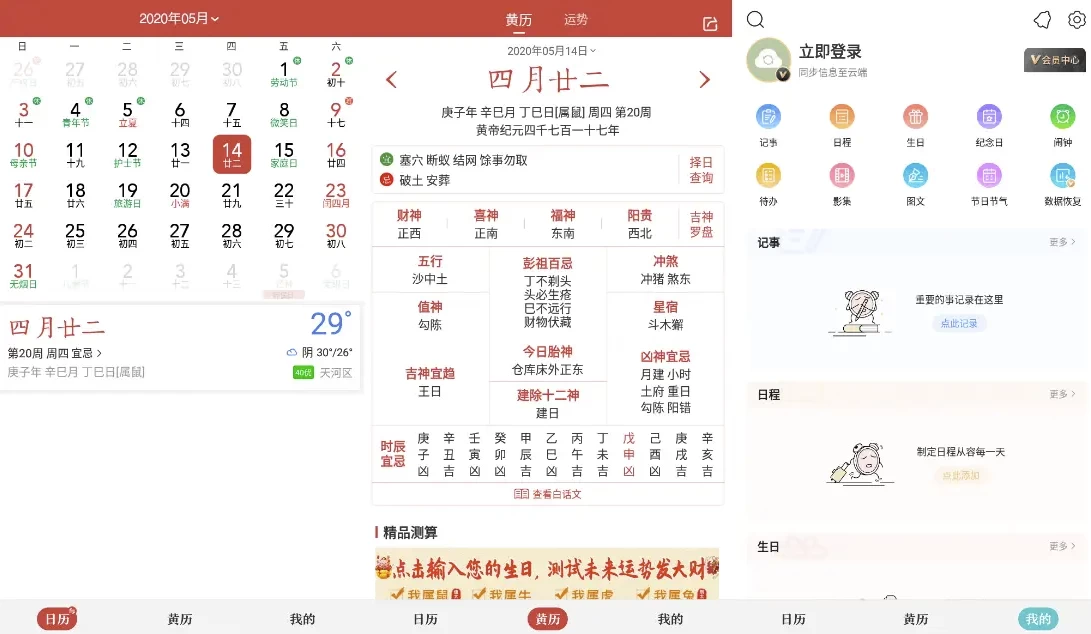 2020年05月
日 一 二 三 四 五 六
26 27 28 29 30 1 2
初五 初六 初七 初八 劳动节 初十
3 4 5 6 7 8 9
十一 青年节 立夏 十四 十五 微笑日 十七
10 11 12 13 14 15 16
母亲节 十九 护士节 廿一 廿二 家庭日 廿四
17 18 19 20 21 22 23
廿五 廿六 旅游日 小满 廿九 三十 闰四月
24 25 26 27 28 29 30
初二 初三 初四 初五 初六 初七 初八
31 1 2 3 4 5 6
无烟日 儿童节 十一 十二 十三 十四
四月廿二
29°
第20周 周四 宜忌
阴 30°/26°
庚子年 辛巳月 丁巳日[属鼠]
40优 天河区
日历 黄历 我的
黄历 运势
2020年05月14日
四月廿二
庚子年 辛巳月 丁巳日[属鼠] 周四 第20周
黄帝纪元四千七百一十七年
宜 塞穴 断蚁 结网 馀事勿取
忌 破土 安葬
择日
查询
财神 喜神 福神 阳贵
正西 正南 东南 西北
吉神
罗盘
五行
沙中土
值神
勾陈
吉神宜趋
王日
彭祖百忌
丁不剃头
头必生疮
巳不远行
财物伏藏
今日胎神
仓库床外正东
建除十二神
建日
冲煞
冲猪 煞东
星宿
斗木獬
凶神宜忌
月建 小时
土府 重日
勾陈 阳错
时辰
宜忌
庚 辛 壬 癸 甲 乙 丙 丁 戊 己 庚 辛
子 丑 寅 卯 辰 巳 午 未 申 酉 戌 亥
凶 吉 凶 凶 吉 凶 吉 吉 凶 凶 吉 吉
查看白话文
精品测算
点击输入您的生日,测试未来运势发大财
我属鼠 我属牛 我属虎 我属兔
日历 黄历 我的
立即登录
同步信息至云端
V会员中心
记事 日程 生日 纪念日 闹钟
待办 影集 图文 节日节气 数据恢复
记事
更多
重要的事记录在这里
点此记录
日程
更多
制定日程从容每一天
点此添加
生日
更多
日历 黄历 我的